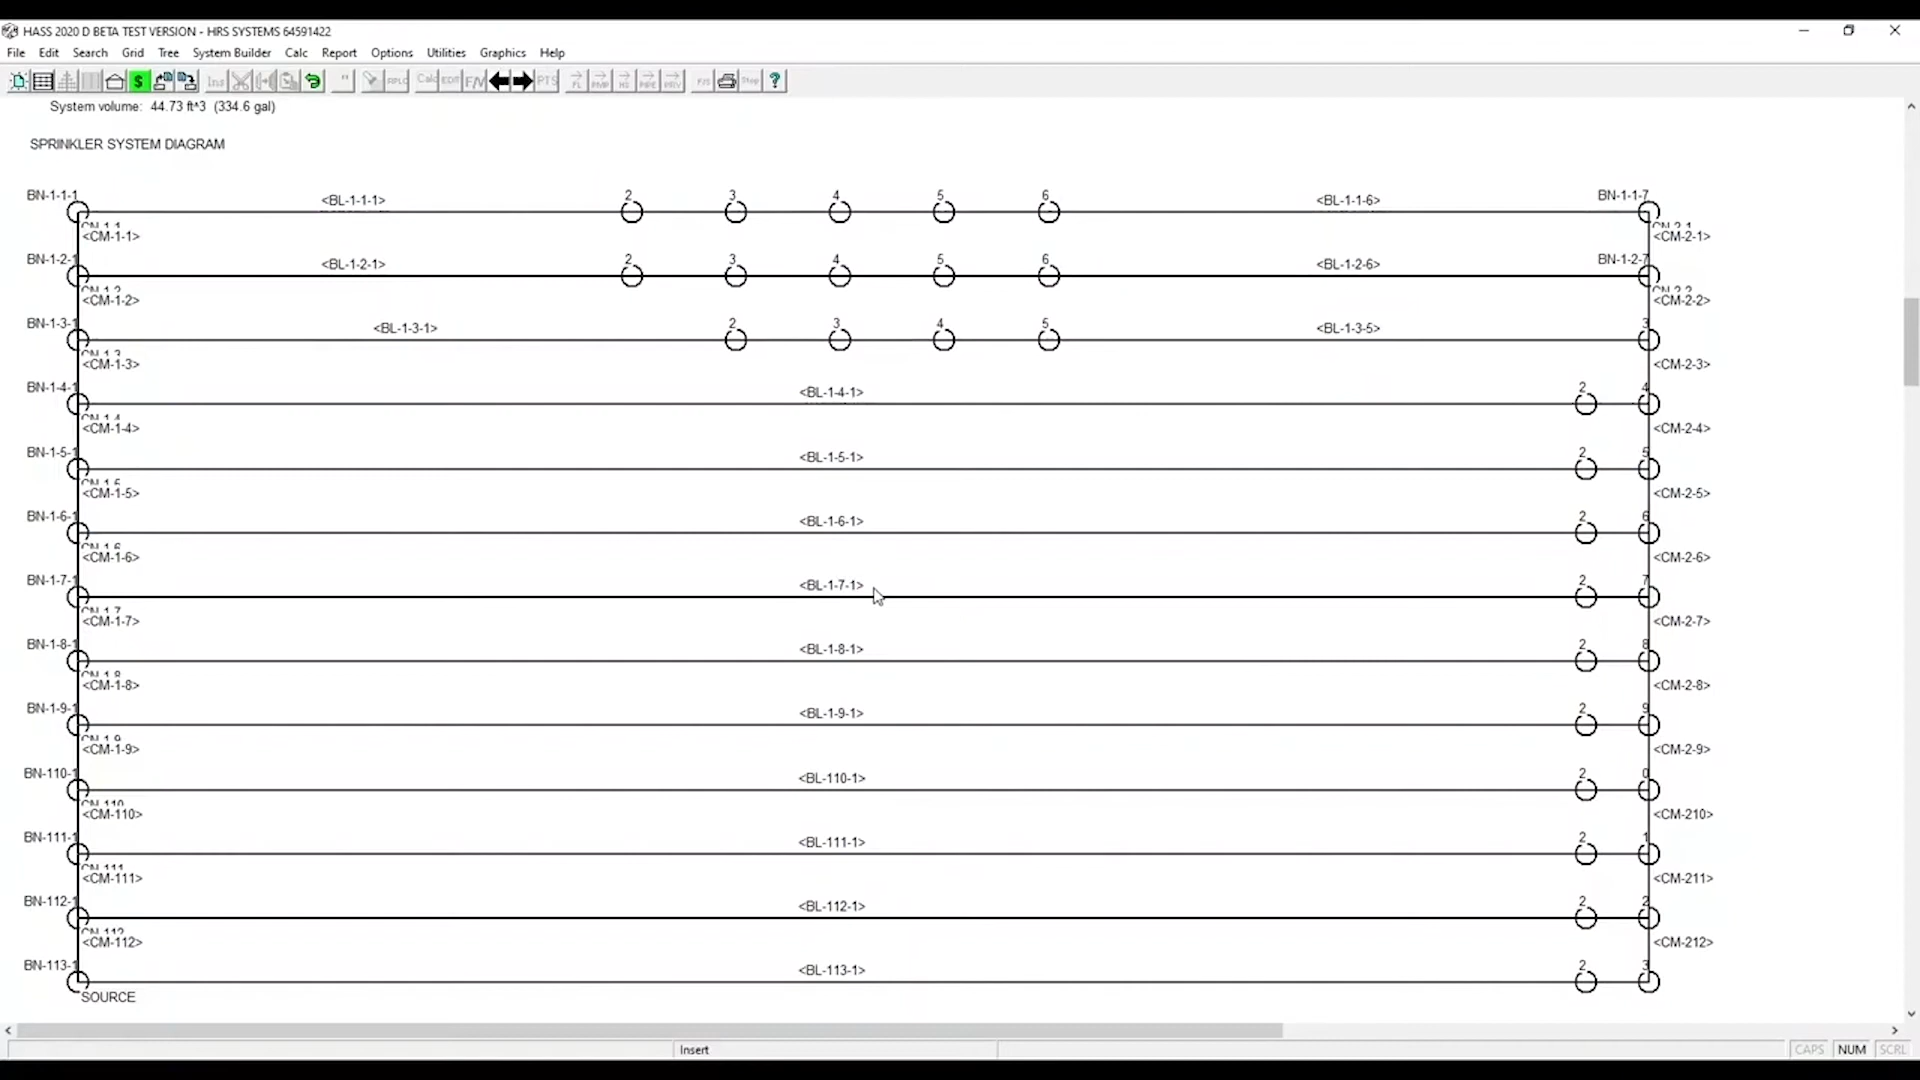 HASS 2020 D BETA TEST VERSION - HRS SYSTEMS 64591422
File Edit Search Grid Tree System Builder Calc Report Options Utilities Graphics Help
$ Ins " RPLC Calc EDIT F/N PTS FL PMP HS PIPE PRV F/S Stop ?
System volume: 44.73 ft^3 (334.6 gal)
SPRINKLER SYSTEM DIAGRAM
BN-1-1-1 <BL-1-1-1> 2 3 4 5 6 <BL-1-1-6> BN-1-1-7
<CM-1-1> <CM-2-1>
BN-1-2-1 <BL-1-2-1> 2 3 4 5 6 <BL-1-2-6> BN-1-2-7
<CM-1-2> <CM-2-2>
BN-1-3-1 <BL-1-3-1> 2 3 4 5 <BL-1-3-5> 3
<CM-1-3> <CM-2-3>
BN-1-4-1 <BL-1-4-1> 2 4
<CM-1-4> <CM-2-4>
BN-1-5-1 <BL-1-5-1> 2 5
<CM-1-5> <CM-2-5>
BN-1-6-1 <BL-1-6-1> 2 6
<CM-1-6> <CM-2-6>
BN-1-7-1 <BL-1-7-1> 2 7
<CM-1-7> <CM-2-7>
BN-1-8-1 <BL-1-8-1> 2 8
<CM-1-8> <CM-2-8>
BN-1-9-1 <BL-1-9-1> 2 9
<CM-1-9> <CM-2-9>
BN-110-1 <BL-110-1> 2 0
<CM-110> <CM-210>
BN-111-1 <BL-111-1> 2 1
<CM-111> <CM-211>
BN-112-1 <BL-112-1> 2 2
<CM-112> <CM-212>
BN-113-1 <BL-113-1> 2 3
SOURCE
Insert CAPS NUM SCRL